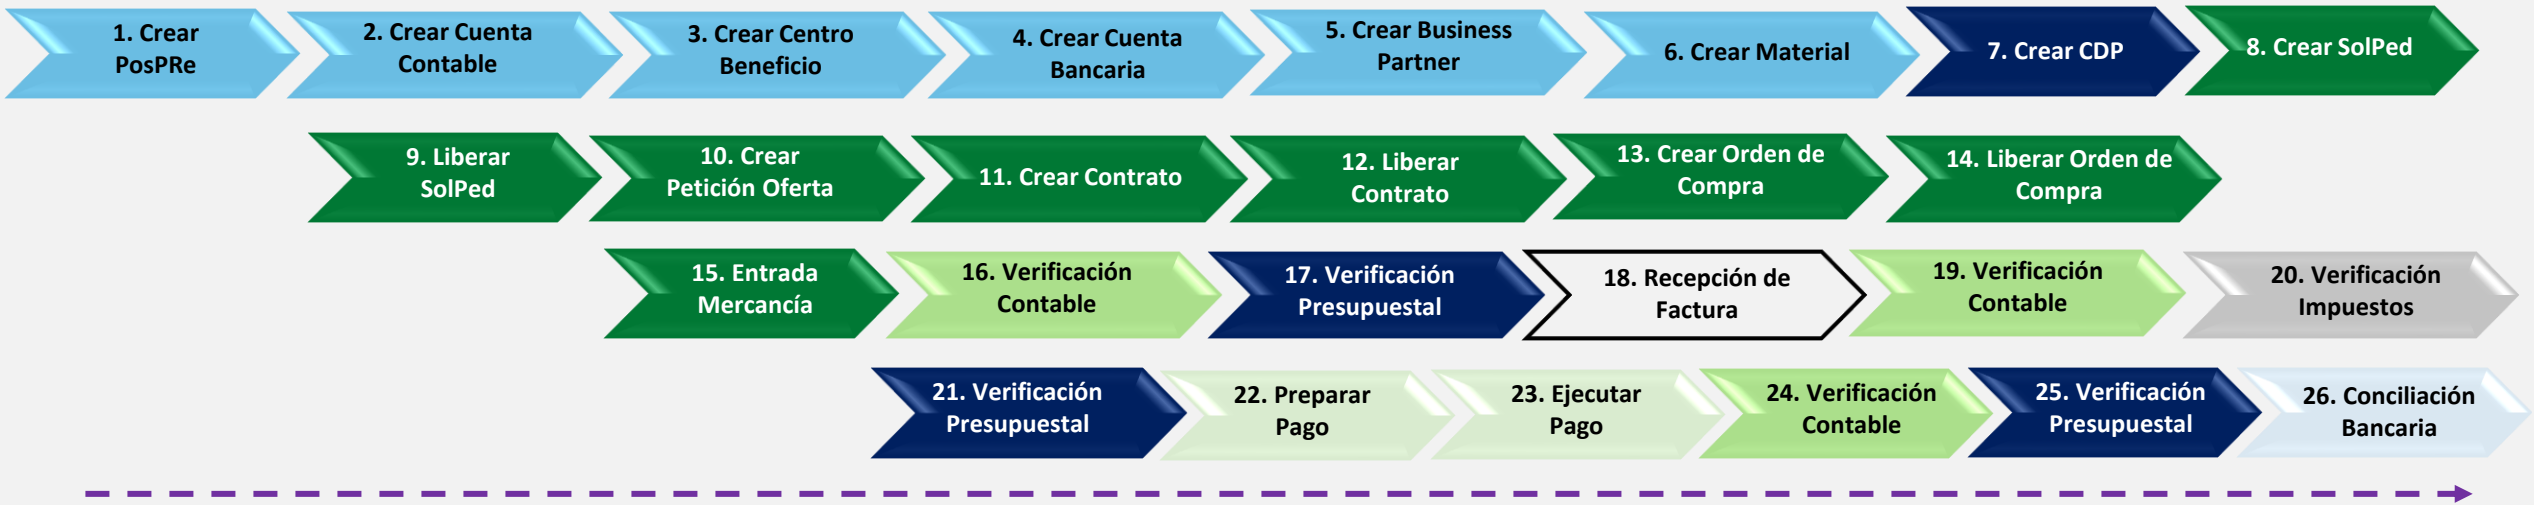 1. Crear
PosPRe
2. Crear Cuenta
Contable
3. Crear Centro
Beneficio
4. Crear Cuenta
Bancaria
5. Crear Business
Partner
6. Crear Material
7. Crear CDP
8. Crear SolPed
9. Liberar
SolPed
10. Crear
Petición Oferta
11. Crear Contrato
12. Liberar
Contrato
13. Crear Orden de
Compra
14. Liberar Orden de
Compra
15. Entrada
Mercancía
16. Verificación
Contable
17. Verificación
Presupuestal
18. Recepción de
Factura
19. Verificación
Contable
20. Verificación
Impuestos
21. Verificación
Presupuestal
22. Preparar
Pago
23. Ejecutar
Pago
24. Verificación
Contable
25. Verificación
Presupuestal
26. Conciliación
Bancaria